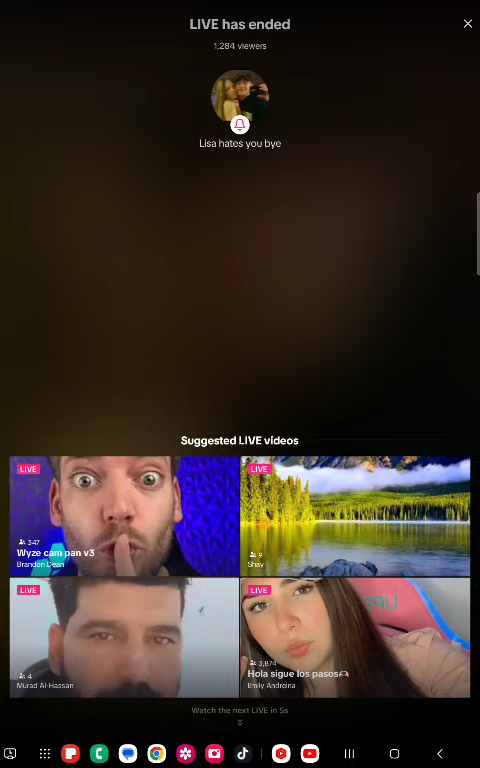 LIVE has ended
1,284 viewers
Lisa hates you bye
Suggested LIVE videos
LIVE
347
Wyze cam pan v3
Brandon Dean
LIVE
9
Shay
LIVE
4
Murad Al-Hassan
LIVE
3,874
Hola sigue los pasos🫶🏻
Emily Andreina
Watch the next LIVE in 5s